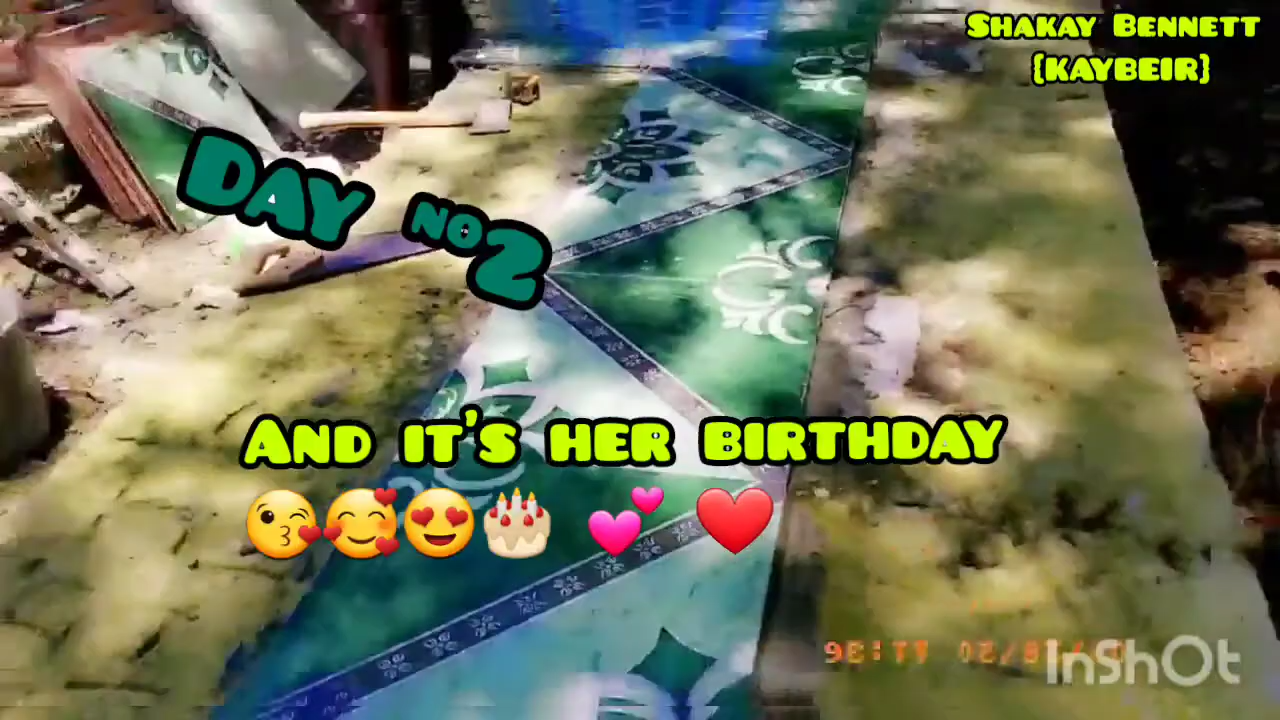 SHAKAY BENNETT
{KAYBEIR}
DAY NO2
AND IT'S HER BIRTHDAY
😘🥰😍🎂 💕 ❤️
InShOt